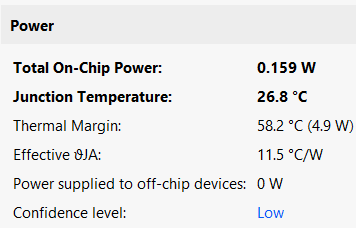 Power
Total On-Chip Power: 0.159 W
Junction Temperature: 26.8 °C
Thermal Margin: 58.2 °C (4.9 W)
Effective ϑJA: 11.5 °C/W
Power supplied to off-chip devices: 0 W
Confidence level: Low